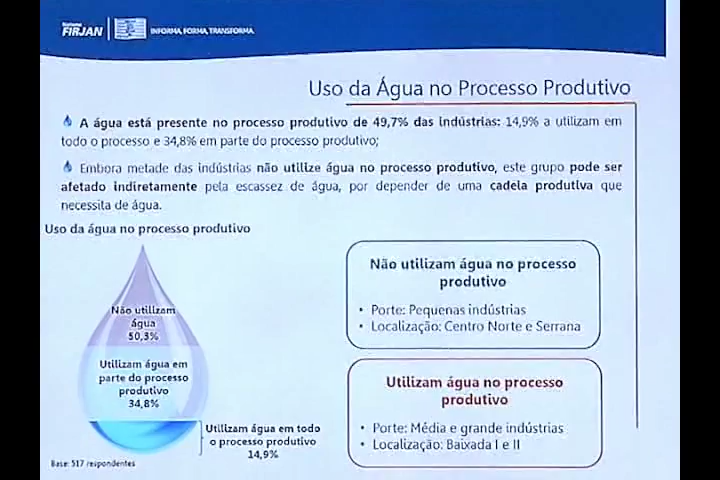 Sistema
FIRJAN
INFORMA, FORMA, TRANSFORMA.
Uso da Água no Processo Produtivo
A água está presente no processo produtivo de 49,7% das indústrias: 14,9% a utilizam em
todo o processo e 34,8% em parte do processo produtivo;
Embora metade das indústrias não utilize água no processo produtivo, este grupo pode ser
afetado indiretamente pela escassez de água, por depender de uma cadeia produtiva que
necessita de água.
Uso da água no processo produtivo
Não utilizam
água
50,3%
Utilizam água em
parte do processo
produtivo
34,8%
Utilizam água em todo
o processo produtivo
14,9%
Base: 517 respondentes
Não utilizam água no processo
produtivo
• Porte: Pequenas indústrias
• Localização: Centro Norte e Serrana
Utilizam água no processo
produtivo
• Porte: Média e grande indústrias
• Localização: Baixada I e II